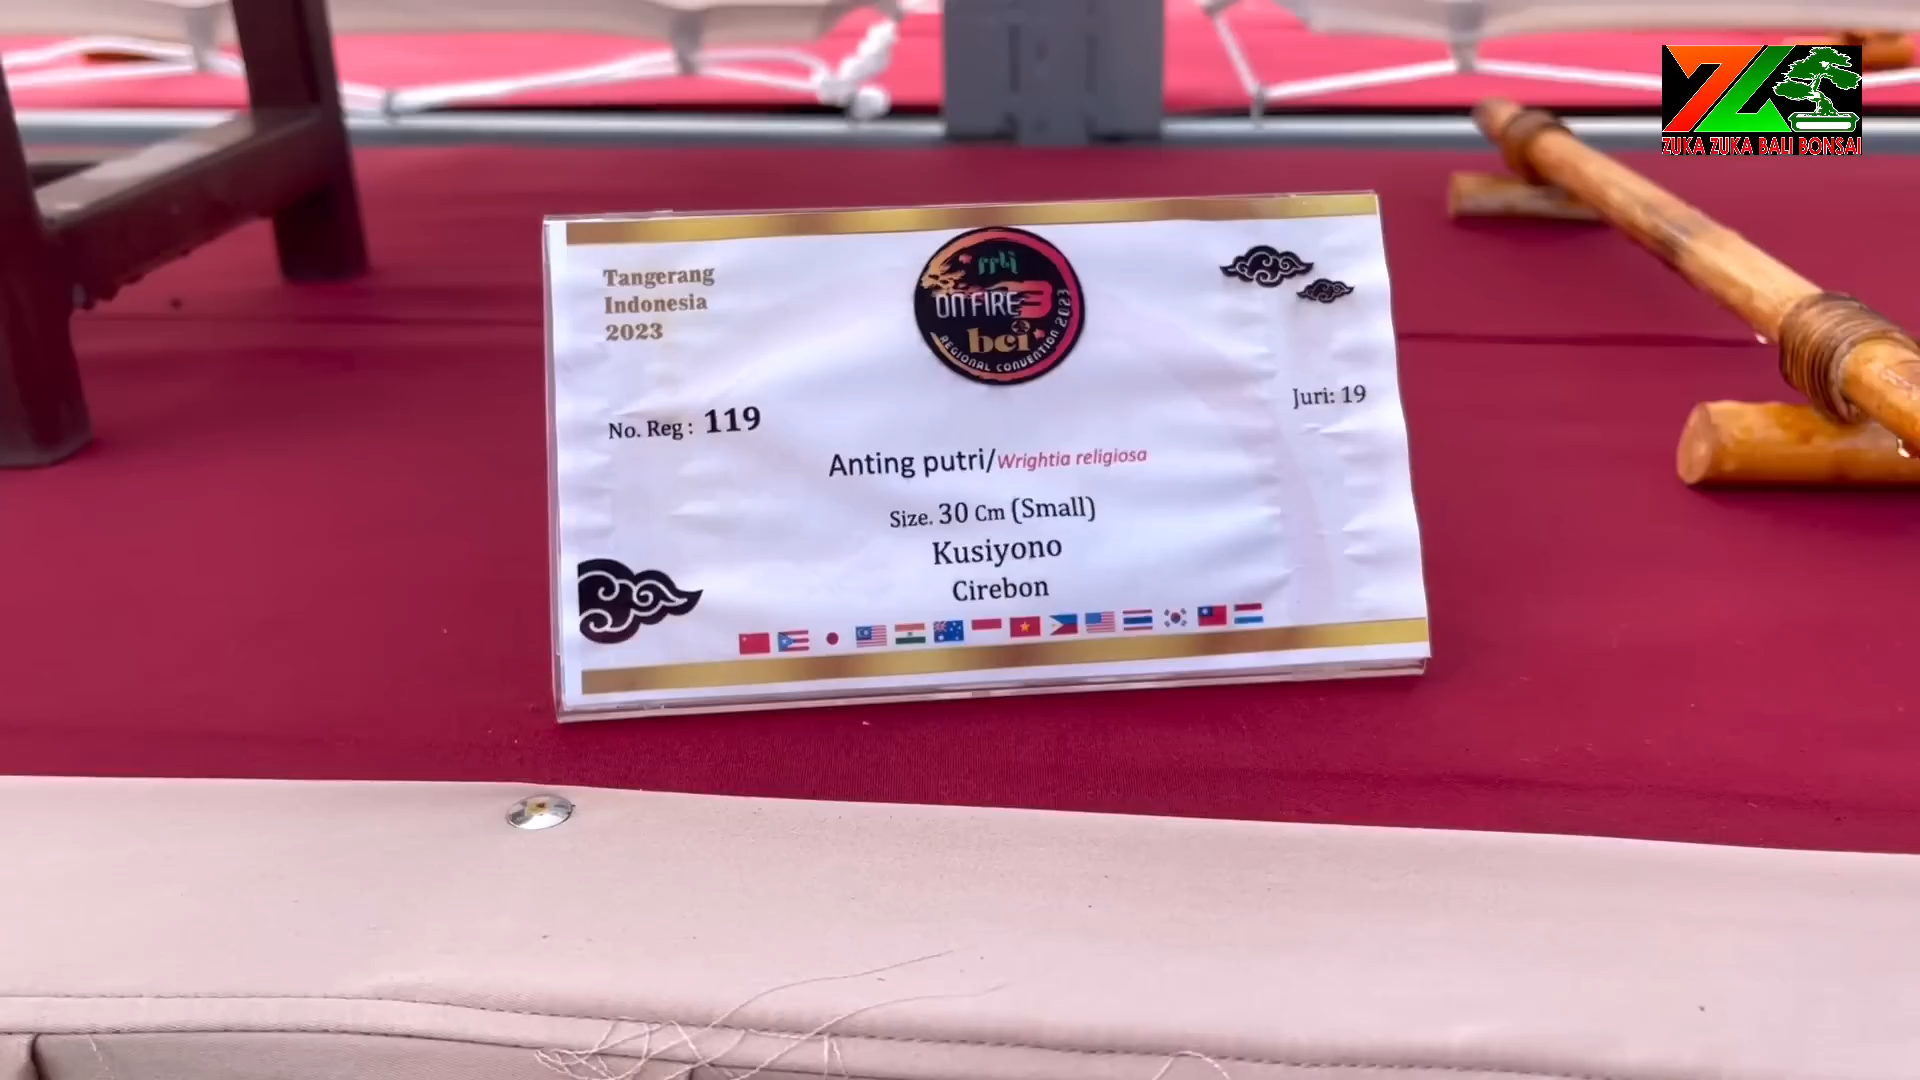 ZUKA ZUKA BALI BONSAI
Tangerang
Indonesia
2023
ON FIRE 3
bci
REGIONAL CONVENTION 2023
No. Reg : 119
Juri: 19
Anting putri/Wrightia religiosa
Size. 30 Cm (Small)
Kusiyono
Cirebon